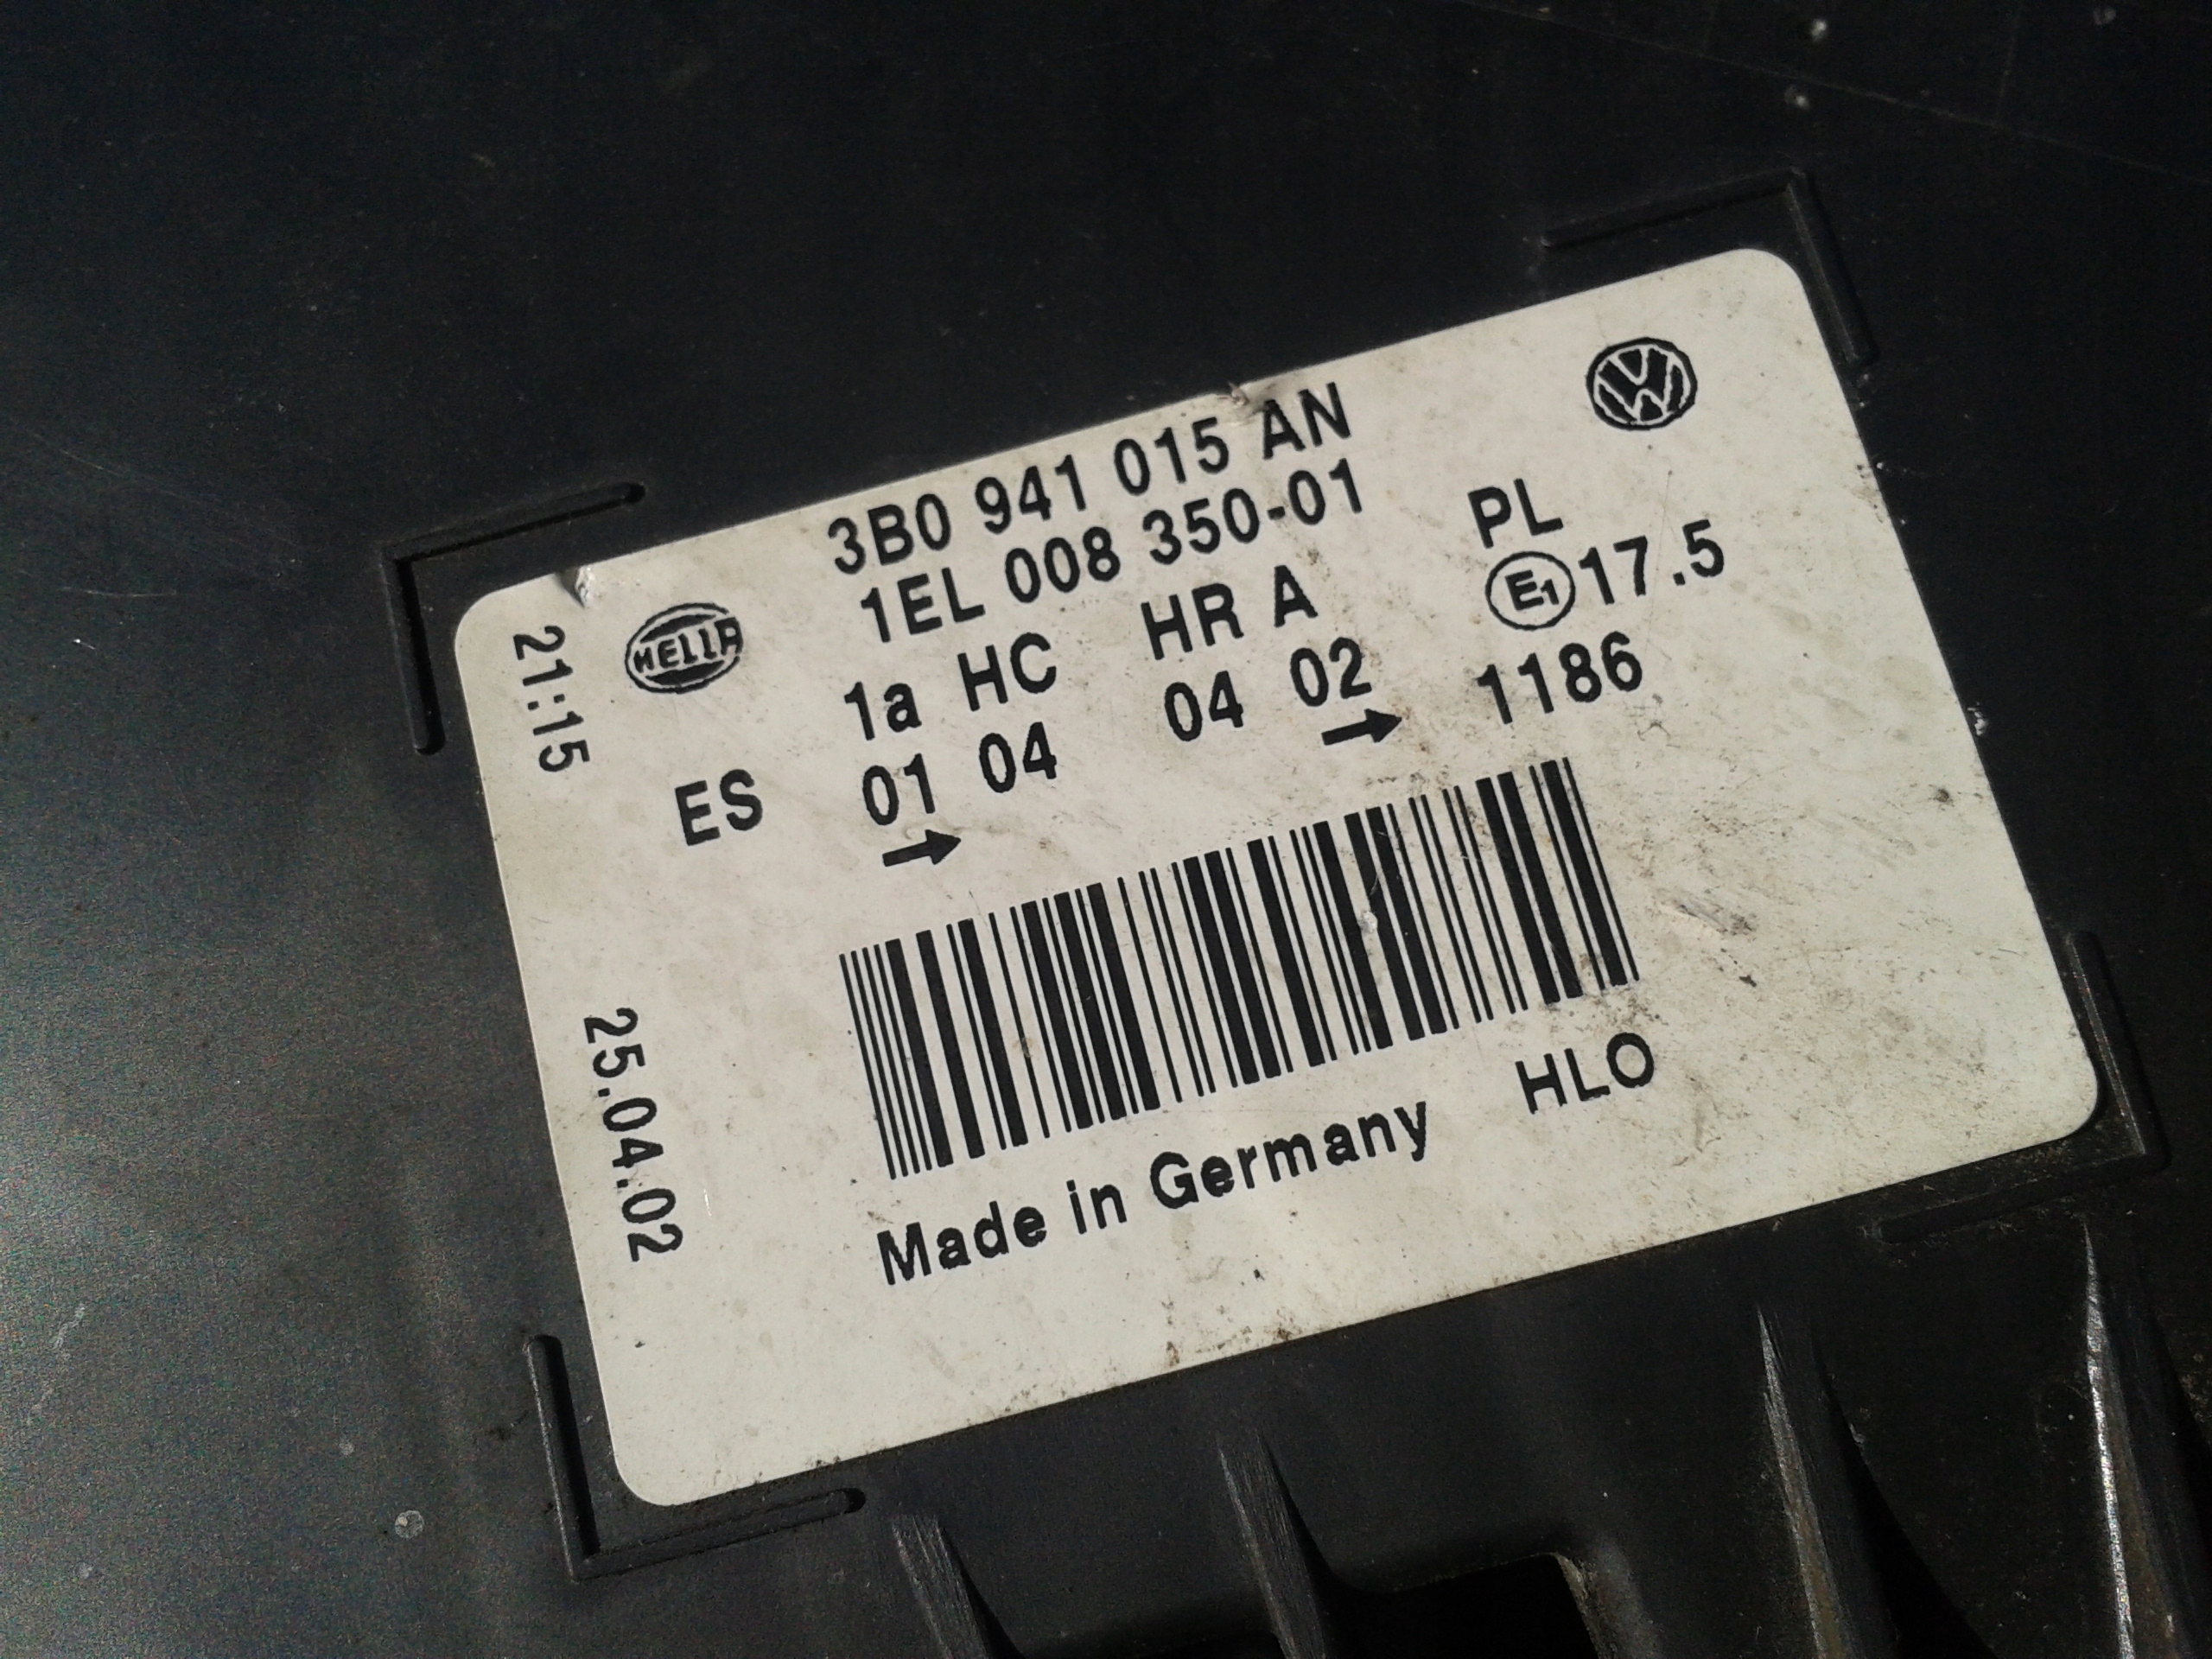 3B0 941 015 AN
1EL 008 350-01
HELLA
1a HC HR A PL
ES 01 04 04 02 E1 17.5
→ → 1186
HLO
Made in Germany
21:15
25.04.02